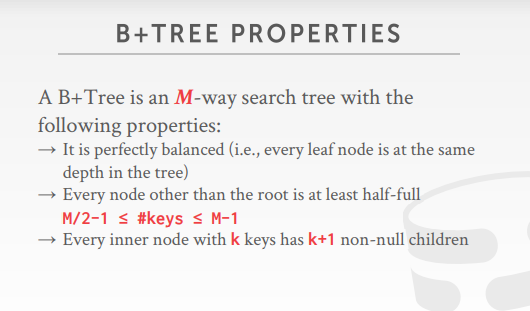 B+TREE PROPERTIES
A B+Tree is an M-way search tree with the
following properties:
→ It is perfectly balanced (i.e., every leaf node is at the same
depth in the tree)
→ Every node other than the root is at least half-full
M/2-1 ≤ #keys ≤ M-1
→ Every inner node with k keys has k+1 non-null children